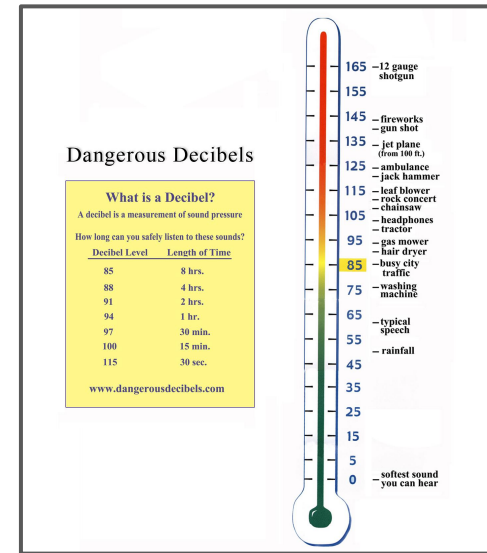 Dangerous Decibels
What is a Decibel?
A decibel is a measurement of sound pressure
How long can you safely listen to these sounds?
Decibel Level Length of Time
85 8 hrs.
88 4 hrs.
91 2 hrs.
94 1 hr.
97 30 min.
100 15 min.
115 30 sec.
www.dangerousdecibels.com
165 12 gauge
shotgun
155
145 fireworks
gun shot
135 jet plane
(from 100 ft.)
125 ambulance
jack hammer
115 leaf blower
rock concert
chainsaw
105 headphones
tractor
95 gas mower
hair dryer
85 busy city
traffic
75 washing
machine
65 typical
speech
55
rainfall
45
35
25
15
5
0 softest sound
you can hear